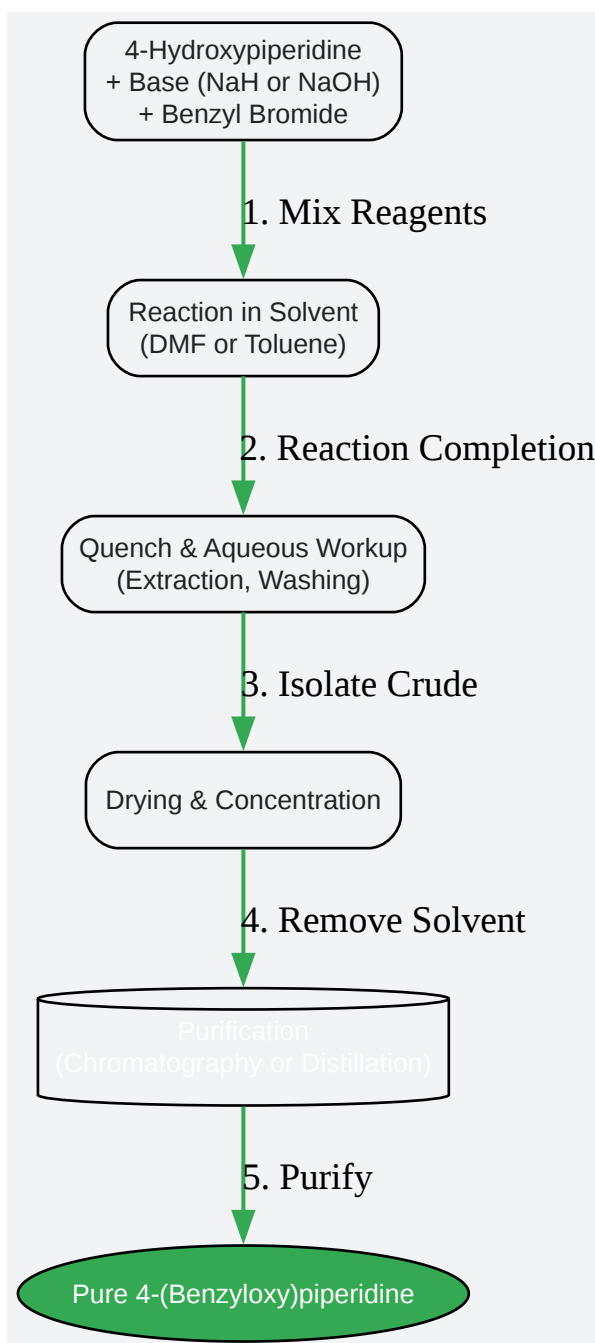 4-Hydroxypiperidine
+ Base (NaH or NaOH)
+ Benzyl Bromide
1. Mix Reagents
Reaction in Solvent
(DMF or Toluene)
2. Reaction Completion
Quench & Aqueous Workup
(Extraction, Washing)
3. Isolate Crude
Drying & Concentration
4. Remove Solvent
Purification
(Chromatography or Distillation)
5. Purify
Pure 4-(Benzyloxy)piperidine